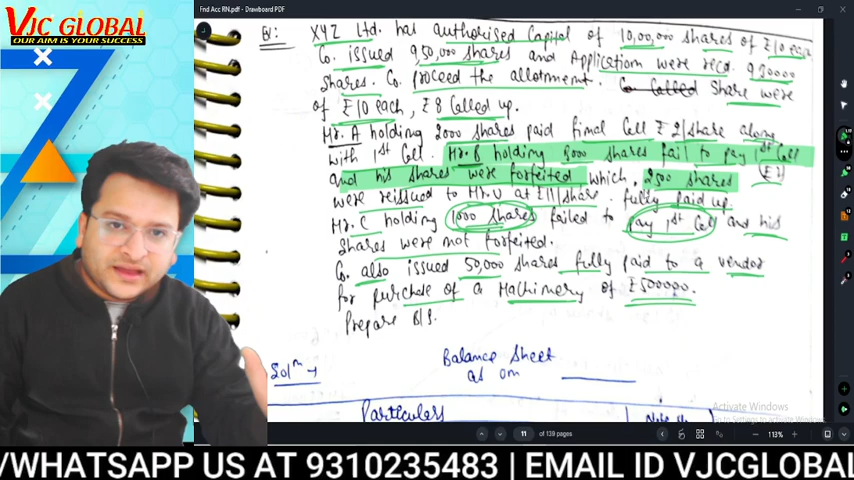 VJC GLOBAL
OUR AIM IS YOUR SUCCESS
Fnd Acc RN.pdf - Drawboard PDF
XYZ Ltd. has authorised Capital of 10,00,000 shares of ₹10 each
Co. issued 9,50,000 shares and Application were recd. 930000
Shares. Co. proceed the allotment. Co. Called Share were
of ₹10 each, ₹8 Called up.
Mr. A holding 2000 shares paid final Call ₹2/share along
with 1st Call. Mr. B holding 3000 shares fail to pay 1st Call
and his shares were forfeited, which, 2500 shares
were reissued to Mr. U at ₹11/share fully paid up
Mr. C holding 1000 shares failed to pay 1st Call and his
Shares were not forfeited.
Co. also issued 50,000 shares fully paid to a vendor
for purchase of a Machinery of ₹500000.
Prepare B/S.
Solⁿ →
Balance Sheet
as on
Particulars
Activate Windows
Go to Settings to activate Windows
11 of 139 pages
113%
/WHATSAPP US AT 9310235483 | EMAIL ID VJCGLOBAL